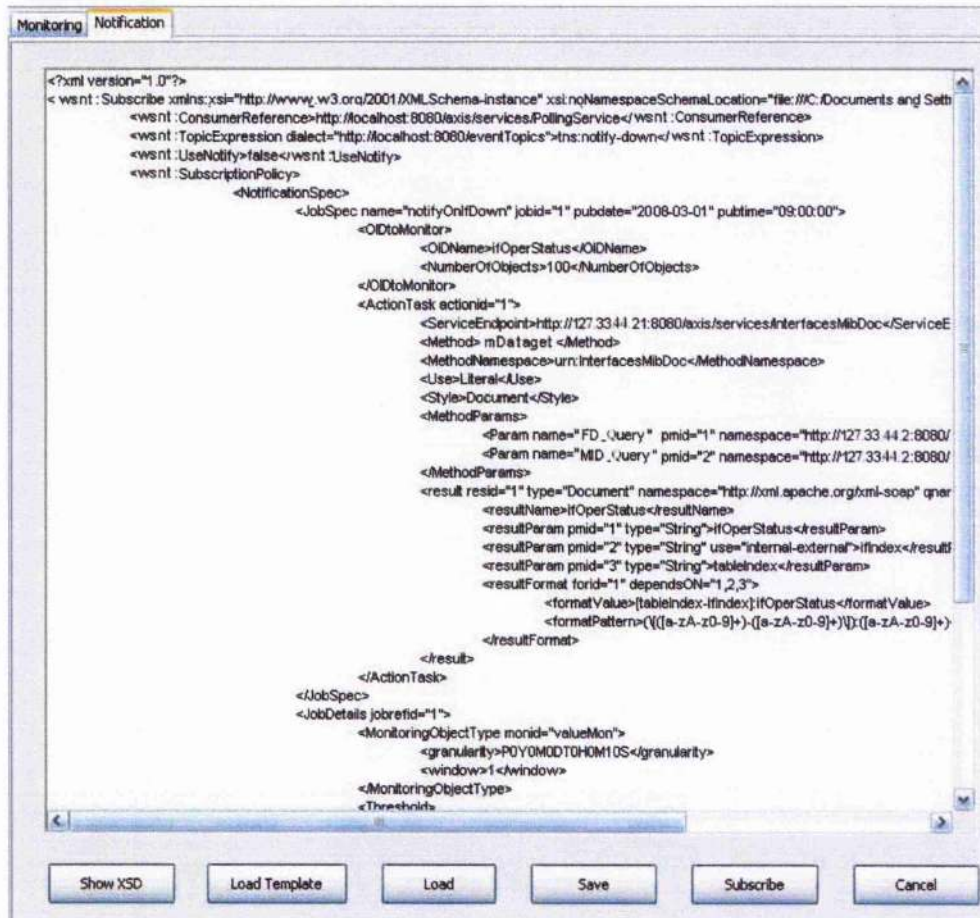 Monitoring Notification
<?xml version="1.0"?>
< wsnt :Subscribe xmlns:xsi="http://www.w3.org/2001/XMLSchema-instance" xsi:noNamespaceSchemaLocation="file:///C:/Documents and Sett
<wsnt :ConsumerReference>http://localhost:8080/axis/services/PollingService</wsnt :ConsumerReference>
<wsnt :TopicExpression dialect="http://localhost:8080/eventTopics">tns:notify-down</wsnt :TopicExpression>
<wsnt :UseNotify>false</wsnt :UseNotify>
<wsnt :SubscriptionPolicy>
<NotificationSpec>
<JobSpec name="notifyOnIfDown" jobid="1" pubdate="2008-03-01" pubtime="09:00:00">
<OIDtoMonitor>
<OIDName>ifOperStatus</OIDName>
<NumberOfObjects>100</NumberOfObjects>
</OIDtoMonitor>
<ActionTask actionid="1">
<ServiceEndpoint>http://127.33.44.21:8080/axis/services/InterfacesMibDoc</ServiceE
<Method> mDataget </Method>
<MethodNamespace>urn:InterfacesMibDoc</MethodNamespace>
<Use>Literal</Use>
<Style>Document</Style>
<MethodParams>
<Param name="FD_Query" pmid="1" namespace="http://127.33.44.2:8080/
<Param name="MID_Query" pmid="2" namespace="http://127.33.44.2:8080/
</MethodParams>
<result resid="1" type="Document" namespace="http://xml.apache.org/xml-soap" qnar
<resultName>ifOperStatus</resultName>
<resultParam pmid="1" type="String">ifOperStatus</resultParam>
<resultParam pmid="2" type="String" use="internal-external">ifIndex</resultF
<resultParam pmid="3" type="String">tableIndex</resultParam>
<resultFormat forid="1" dependsON="1,2,3">
<formatValue>[tableIndex-ifIndex]:ifOperStatus</formatValue>
<formatPattern>(\[([a-zA-z0-9]+)-([a-zA-z0-9]+)\]):([a-zA-z0-9]+)
</resultFormat>
</result>
</ActionTask>
</JobSpec>
<JobDetails jobrefid="1">
<MonitoringObjectType monid="valueMon">
<granularity>P0Y0M0DT0H0M10S</granularity>
<window>1</window>
</MonitoringObjectType>
<Threshold>
Show XSD Load Template Load Save Subscribe Cancel